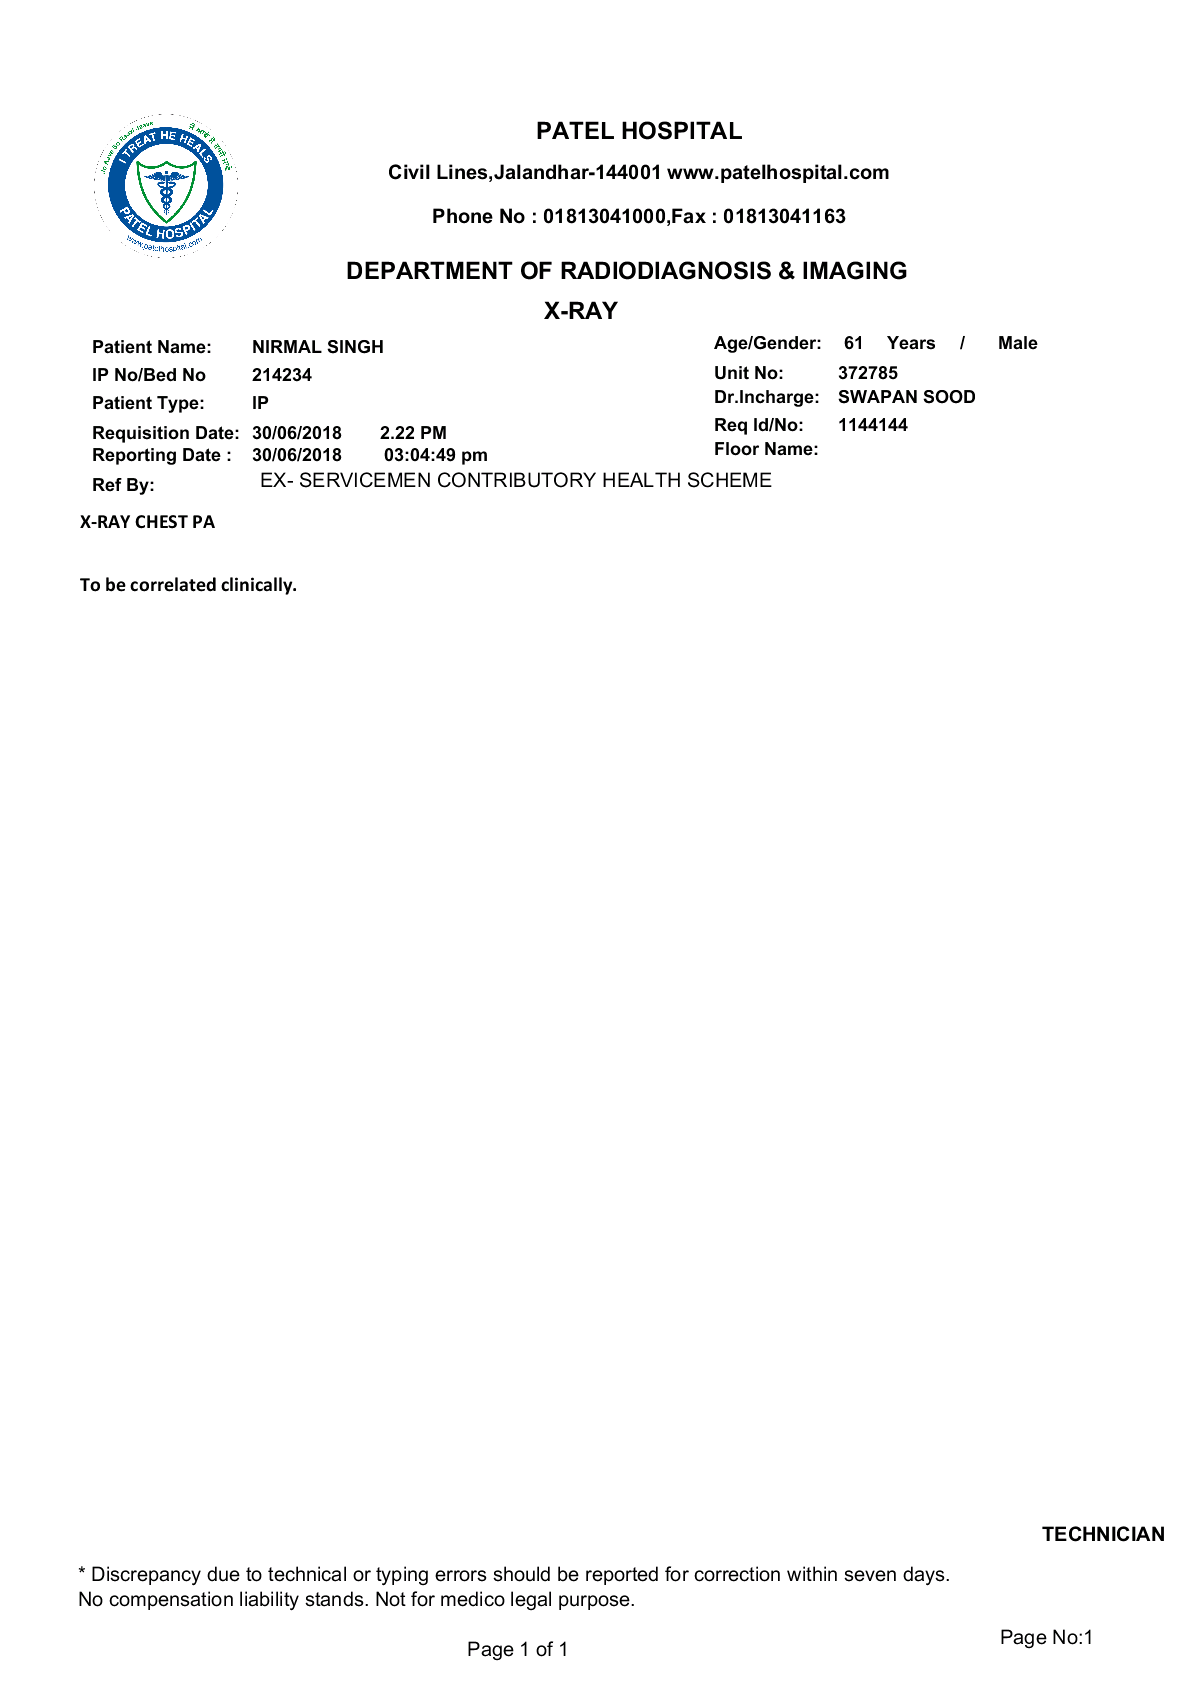 I TREAT HE HEALS
PATEL HOSPITAL
www.patelhospital.com
PATEL HOSPITAL
Civil Lines,Jalandhar-144001 www.patelhospital.com
Phone No : 01813041000,Fax : 01813041163
DEPARTMENT OF RADIODIAGNOSIS & IMAGING
X-RAY
Patient Name: NIRMAL SINGH Age/Gender: 61 Years / Male
IP No/Bed No 214234 Unit No: 372785
Patient Type: IP Dr.Incharge: SWAPAN SOOD
Requisition Date: 30/06/2018 2.22 PM Req Id/No: 1144144
Reporting Date : 30/06/2018 03:04:49 pm Floor Name:
Ref By: EX- SERVICEMEN CONTRIBUTORY HEALTH SCHEME
X-RAY CHEST PA
To be correlated clinically.
TECHNICIAN
* Discrepancy due to technical or typing errors should be reported for correction within seven days.
No compensation liability stands. Not for medico legal purpose.
Page No:1
Page 1 of 1